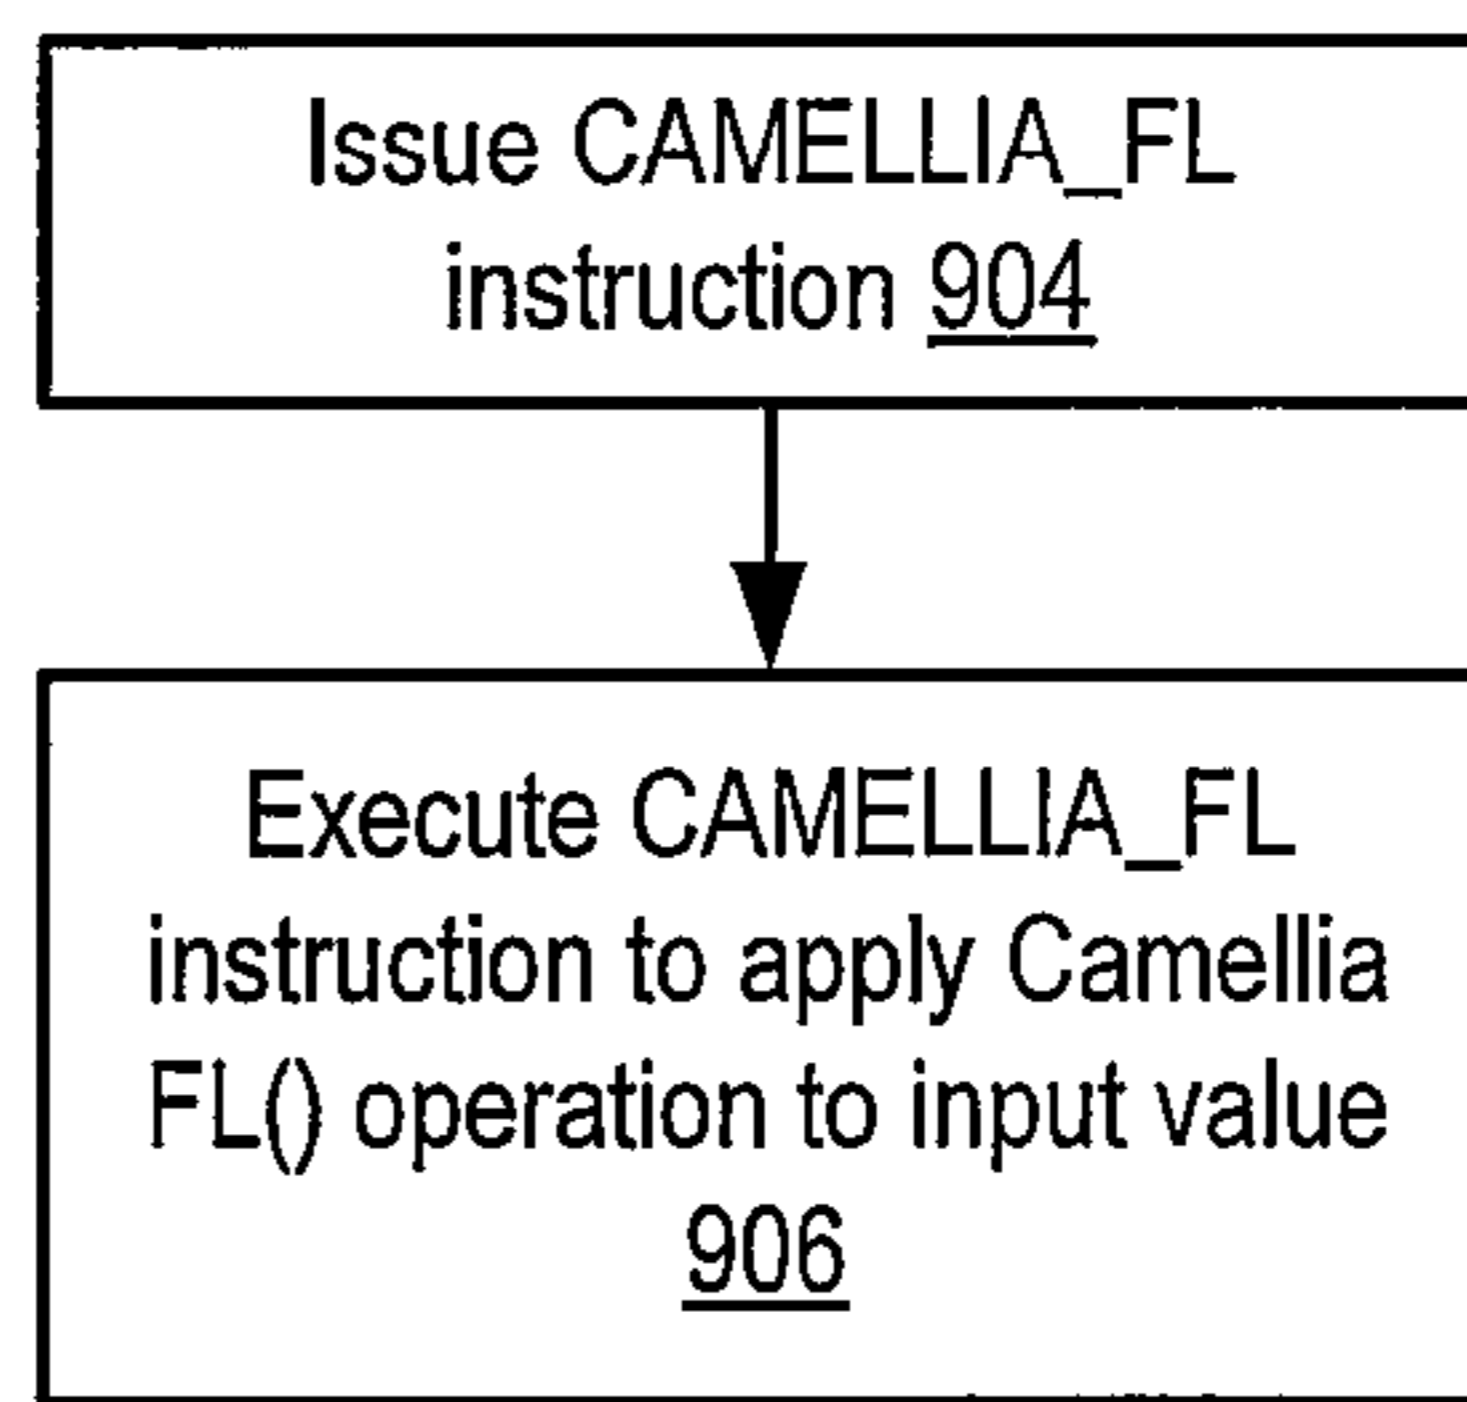 Issue CAMELLIA_FL
instruction 904
Execute CAMELLIA_FL
instruction to apply Camellia
FL() operation to input value
906